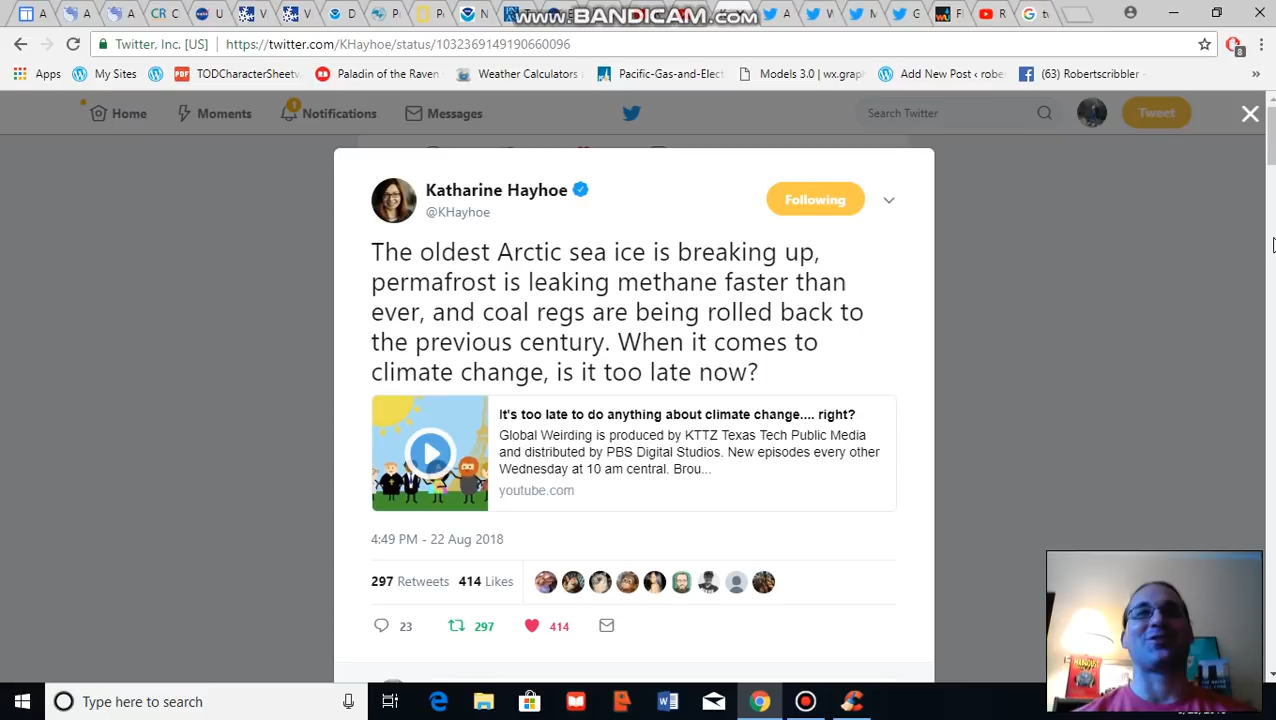 www.BANDICAM.com
Twitter, Inc. [US] https://twitter.com/KHayhoe/status/1032369149190660096
Apps My Sites TODCharacterSheet Paladin of the Raven Weather Calculators Pacific-Gas-and-Elect Models 3.0 | wx.grap Add New Post ‹ robe (63) Robertscribbler »
Home Moments 1 Notifications Messages Search Twitter Tweet
Katharine Hayhoe
@KHayhoe
Following
The oldest Arctic sea ice is breaking up,
permafrost is leaking methane faster than
ever, and coal regs are being rolled back to
the previous century. When it comes to
climate change, is it too late now?
It's too late to do anything about climate change.... right?
Global Weirding is produced by KTTZ Texas Tech Public Media
and distributed by PBS Digital Studios. New episodes every other
Wednesday at 10 am central. Brou...
youtube.com
4:49 PM - 22 Aug 2018
297 Retweets 414 Likes
23 297 414
Type here to search